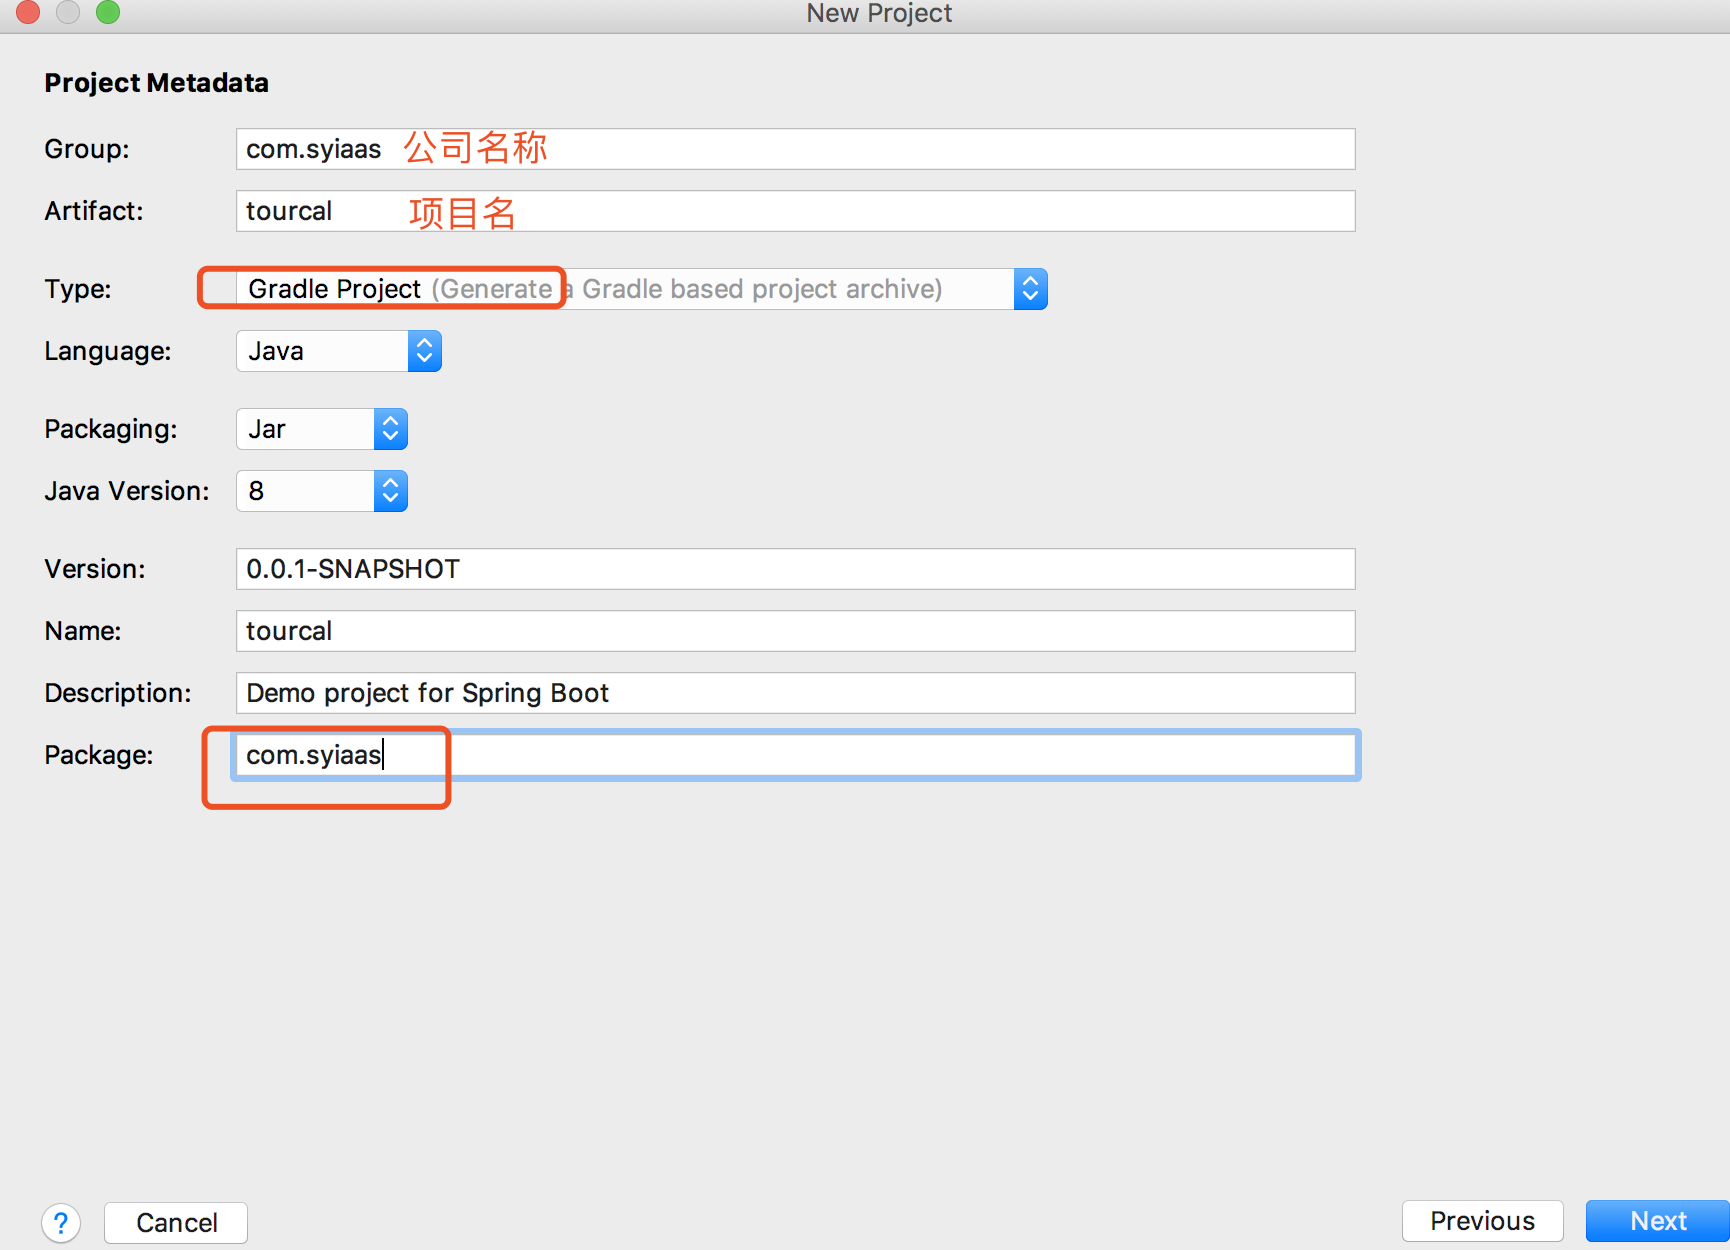 New Project
Project Metadata
Group: com.syiaas 公司名称
Artifact: tourcal 项目名
Type: Gradle Project (Generate a Gradle based project archive)
Language: Java
Packaging: Jar
Java Version: 8
Version: 0.0.1-SNAPSHOT
Name: tourcal
Description: Demo project for Spring Boot
Package: com.syiaas
? Cancel Previous Next